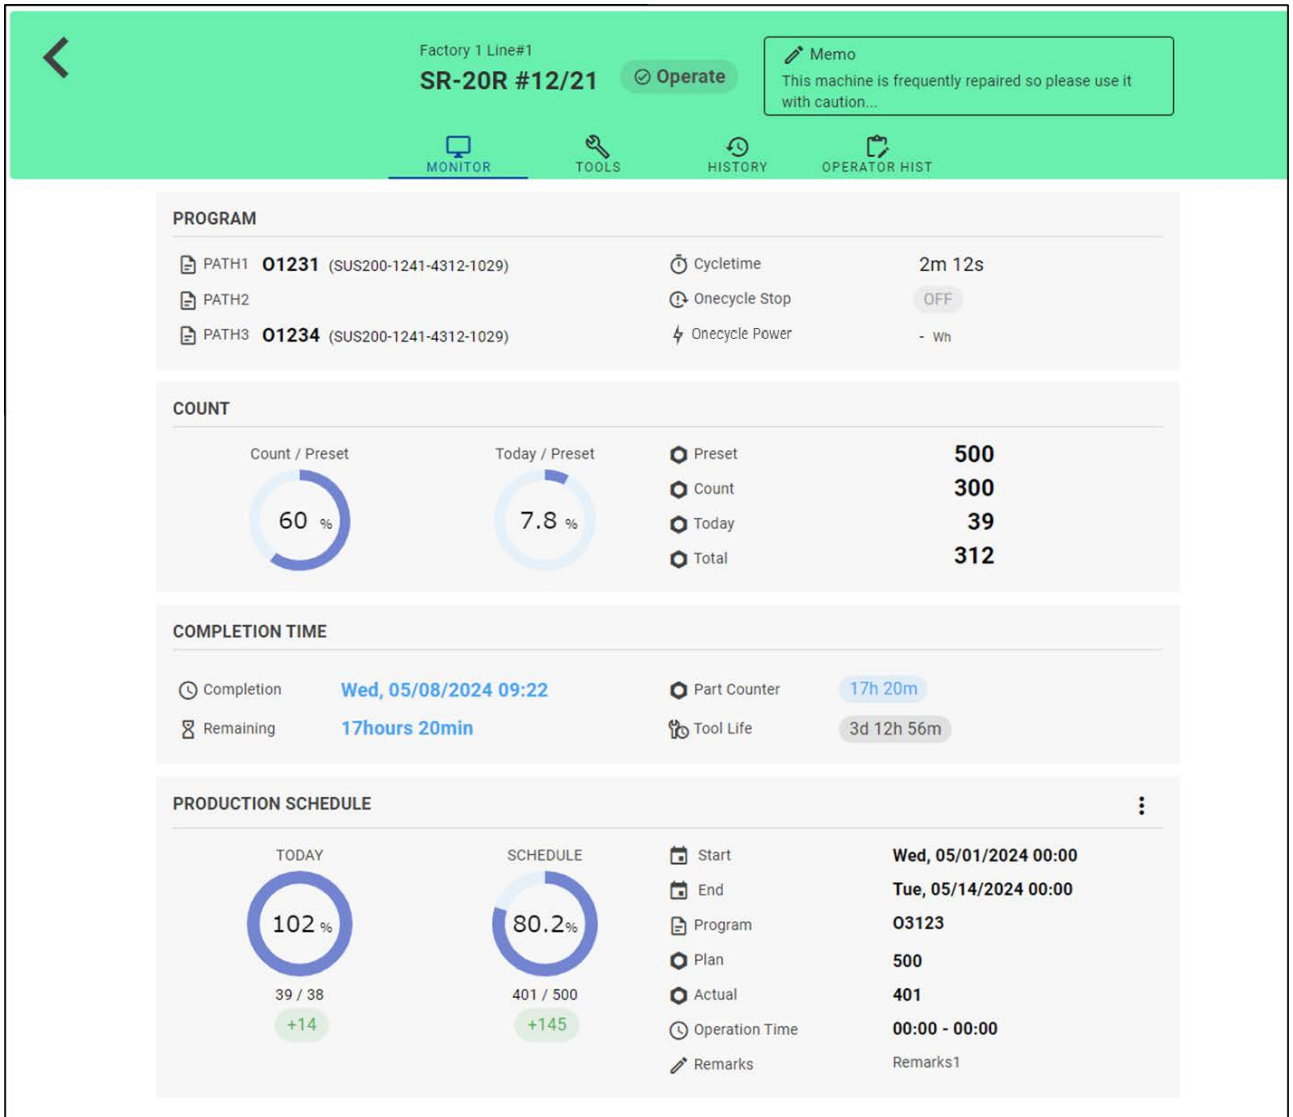 Factory 1 Line#1
SR-20R #12/21
Operate
Memo
This machine is frequently repaired so please use it
with caution...
MONITOR
TOOLS
HISTORY
OPERATOR HIST
PROGRAM
PATH1 O1231 (SUS200-1241-4312-1029)
Cycletime 2m 12s
PATH2
Onecycle Stop OFF
PATH3 O1234 (SUS200-1241-4312-1029)
Onecycle Power - Wh
COUNT
Count / Preset
60 %
Today / Preset
7.8 %
Preset 500
Count 300
Today 39
Total 312
COMPLETION TIME
Completion Wed, 05/08/2024 09:22
Part Counter 17h 20m
Remaining 17hours 20min
Tool Life 3d 12h 56m
PRODUCTION SCHEDULE
TODAY
102 %
39 / 38
+14
SCHEDULE
80.2%
401 / 500
+145
Start Wed, 05/01/2024 00:00
End Tue, 05/14/2024 00:00
Program O3123
Plan 500
Actual 401
Operation Time 00:00 - 00:00
Remarks Remarks1